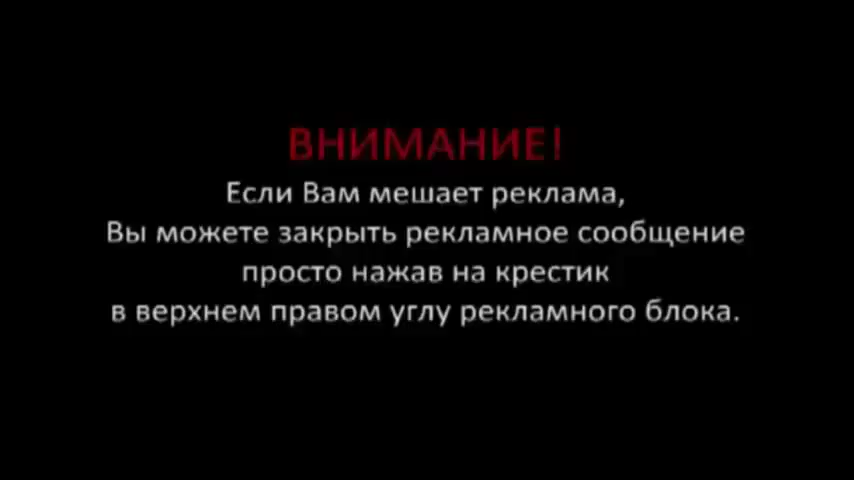 ВНИМАНИЕ!
Если Вам мешает реклама,
Вы можете закрыть рекламное сообщение
просто нажав на крестик
в верхнем правом углу рекламного блока.